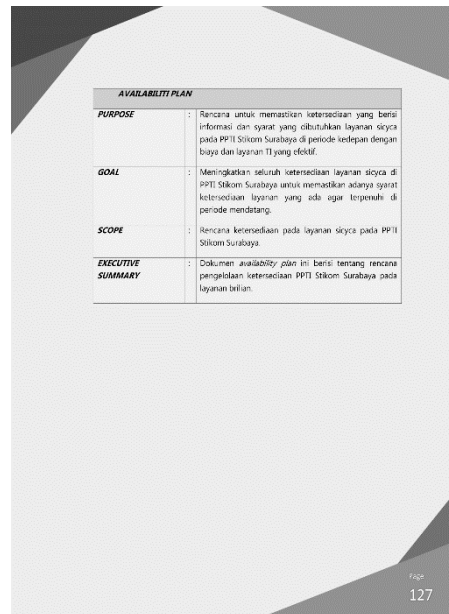 AVAILABILITI PLAN
PURPOSE : Rencana untuk memastikan ketersediaan yang berisi
informasi dan syarat yang dibutuhkan layanan sicyca
pada PPTI Stikom Surabaya di periode kedepan dengan
biaya dan layanan TI yang efektif.
GOAL : Meningkatkan seluruh ketersediaan layanan sicyca di
PPTI Stikom Surabaya untuk memastikan adanya syarat
ketersediaan layanan yang ada agar terpenuhi di
periode mendatang.
SCOPE : Rencana ketersediaan pada layanan sicyca pada PPTI
Stikom Surabaya.
EXECUTIVE SUMMARY : Dokumen availability plan ini berisi tentang rencana
pengelolaan ketersediaan PPTI Stikom Surabaya pada
layanan brilian.
Page
127